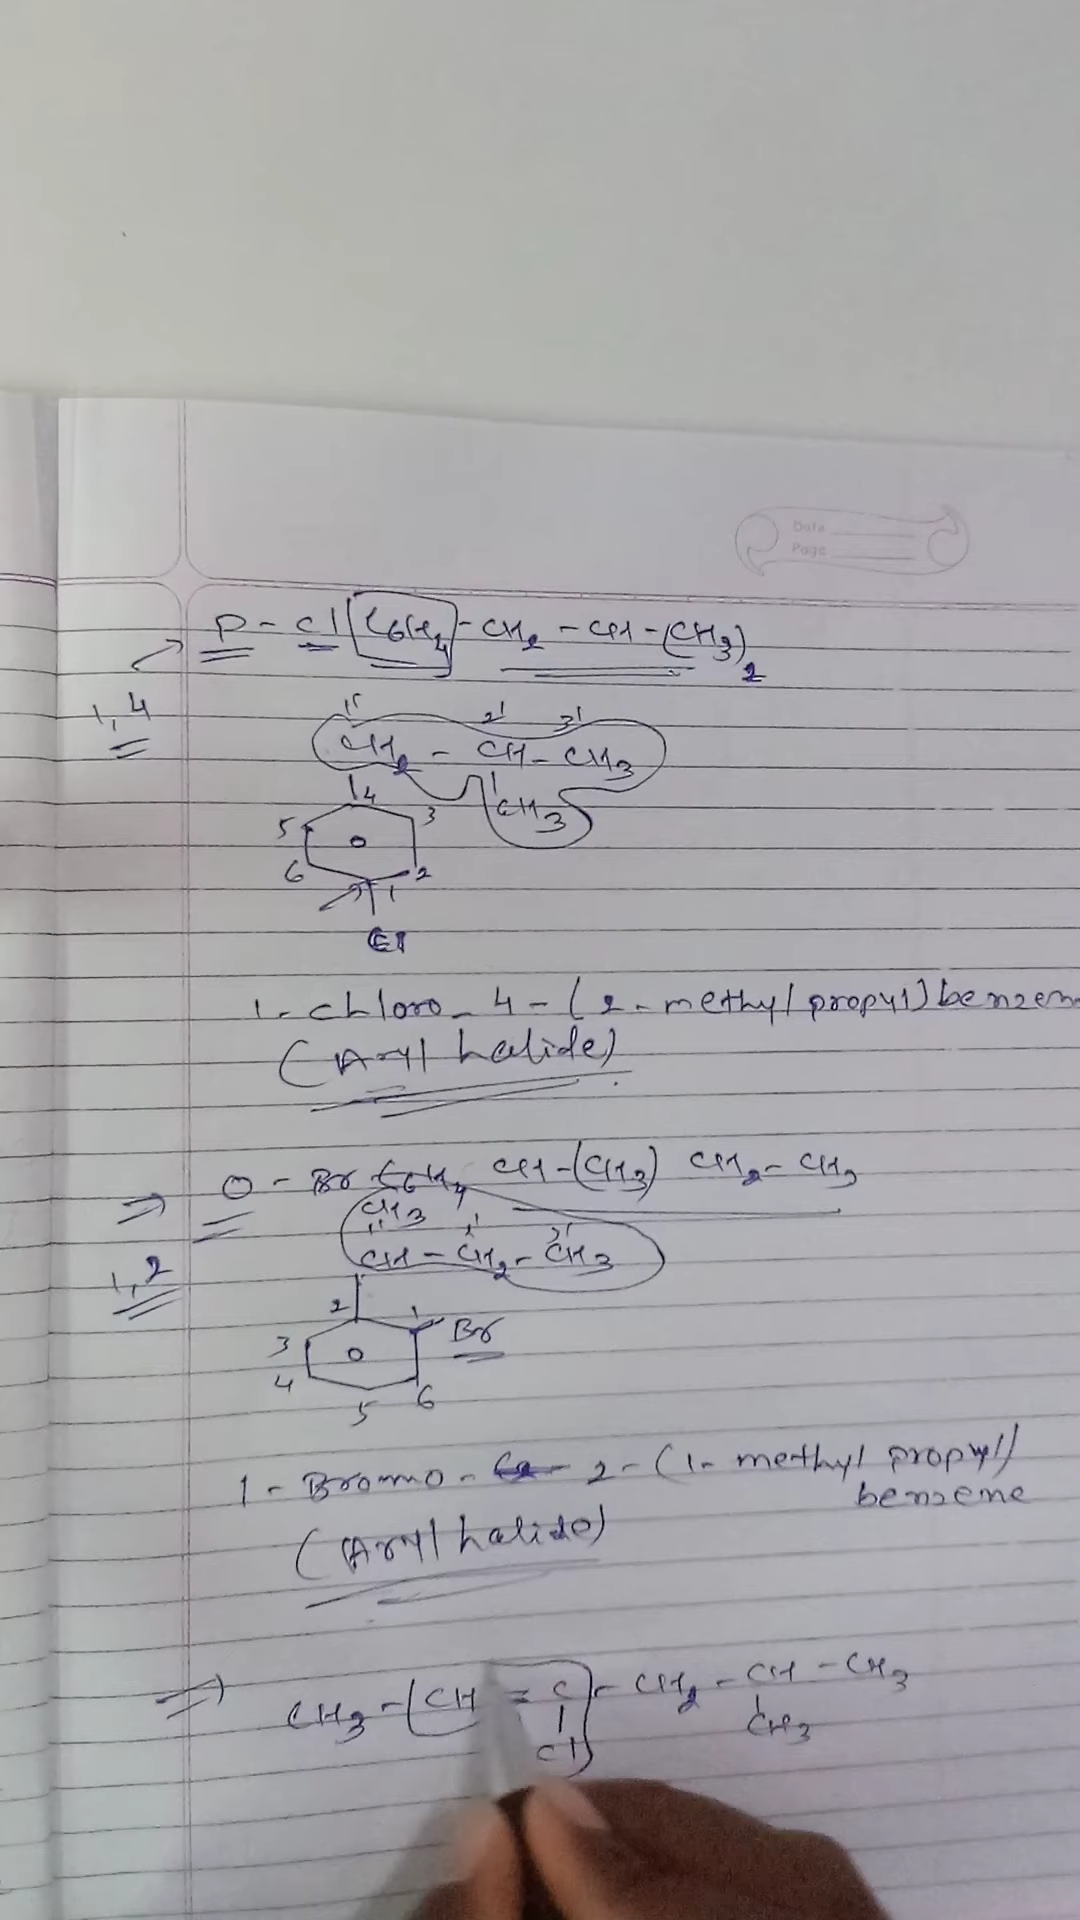 Date
Page
P - Cl C6H4 - CH2 - CH - (CH3)2
1, 4
1' 2' 3'
CH2 - CH - CH3
CH3
4
5 3
6 2
1
Cl
1 - chloro - 4 - (2 - methyl propyl) benzene
(Aryl halide)
O - Br C6H4 CH - (CH3) CH2 - CH3
CH3
1' 3'
CH - CH2 - CH3
1, 2
2 1
Br
3
4
5 6
1 - Bromo - 2 - (1 - methyl propyl)
benzene
(Aryl halide)
CH3 - (CH = C) - CH2 - CH - CH3
Cl CH3